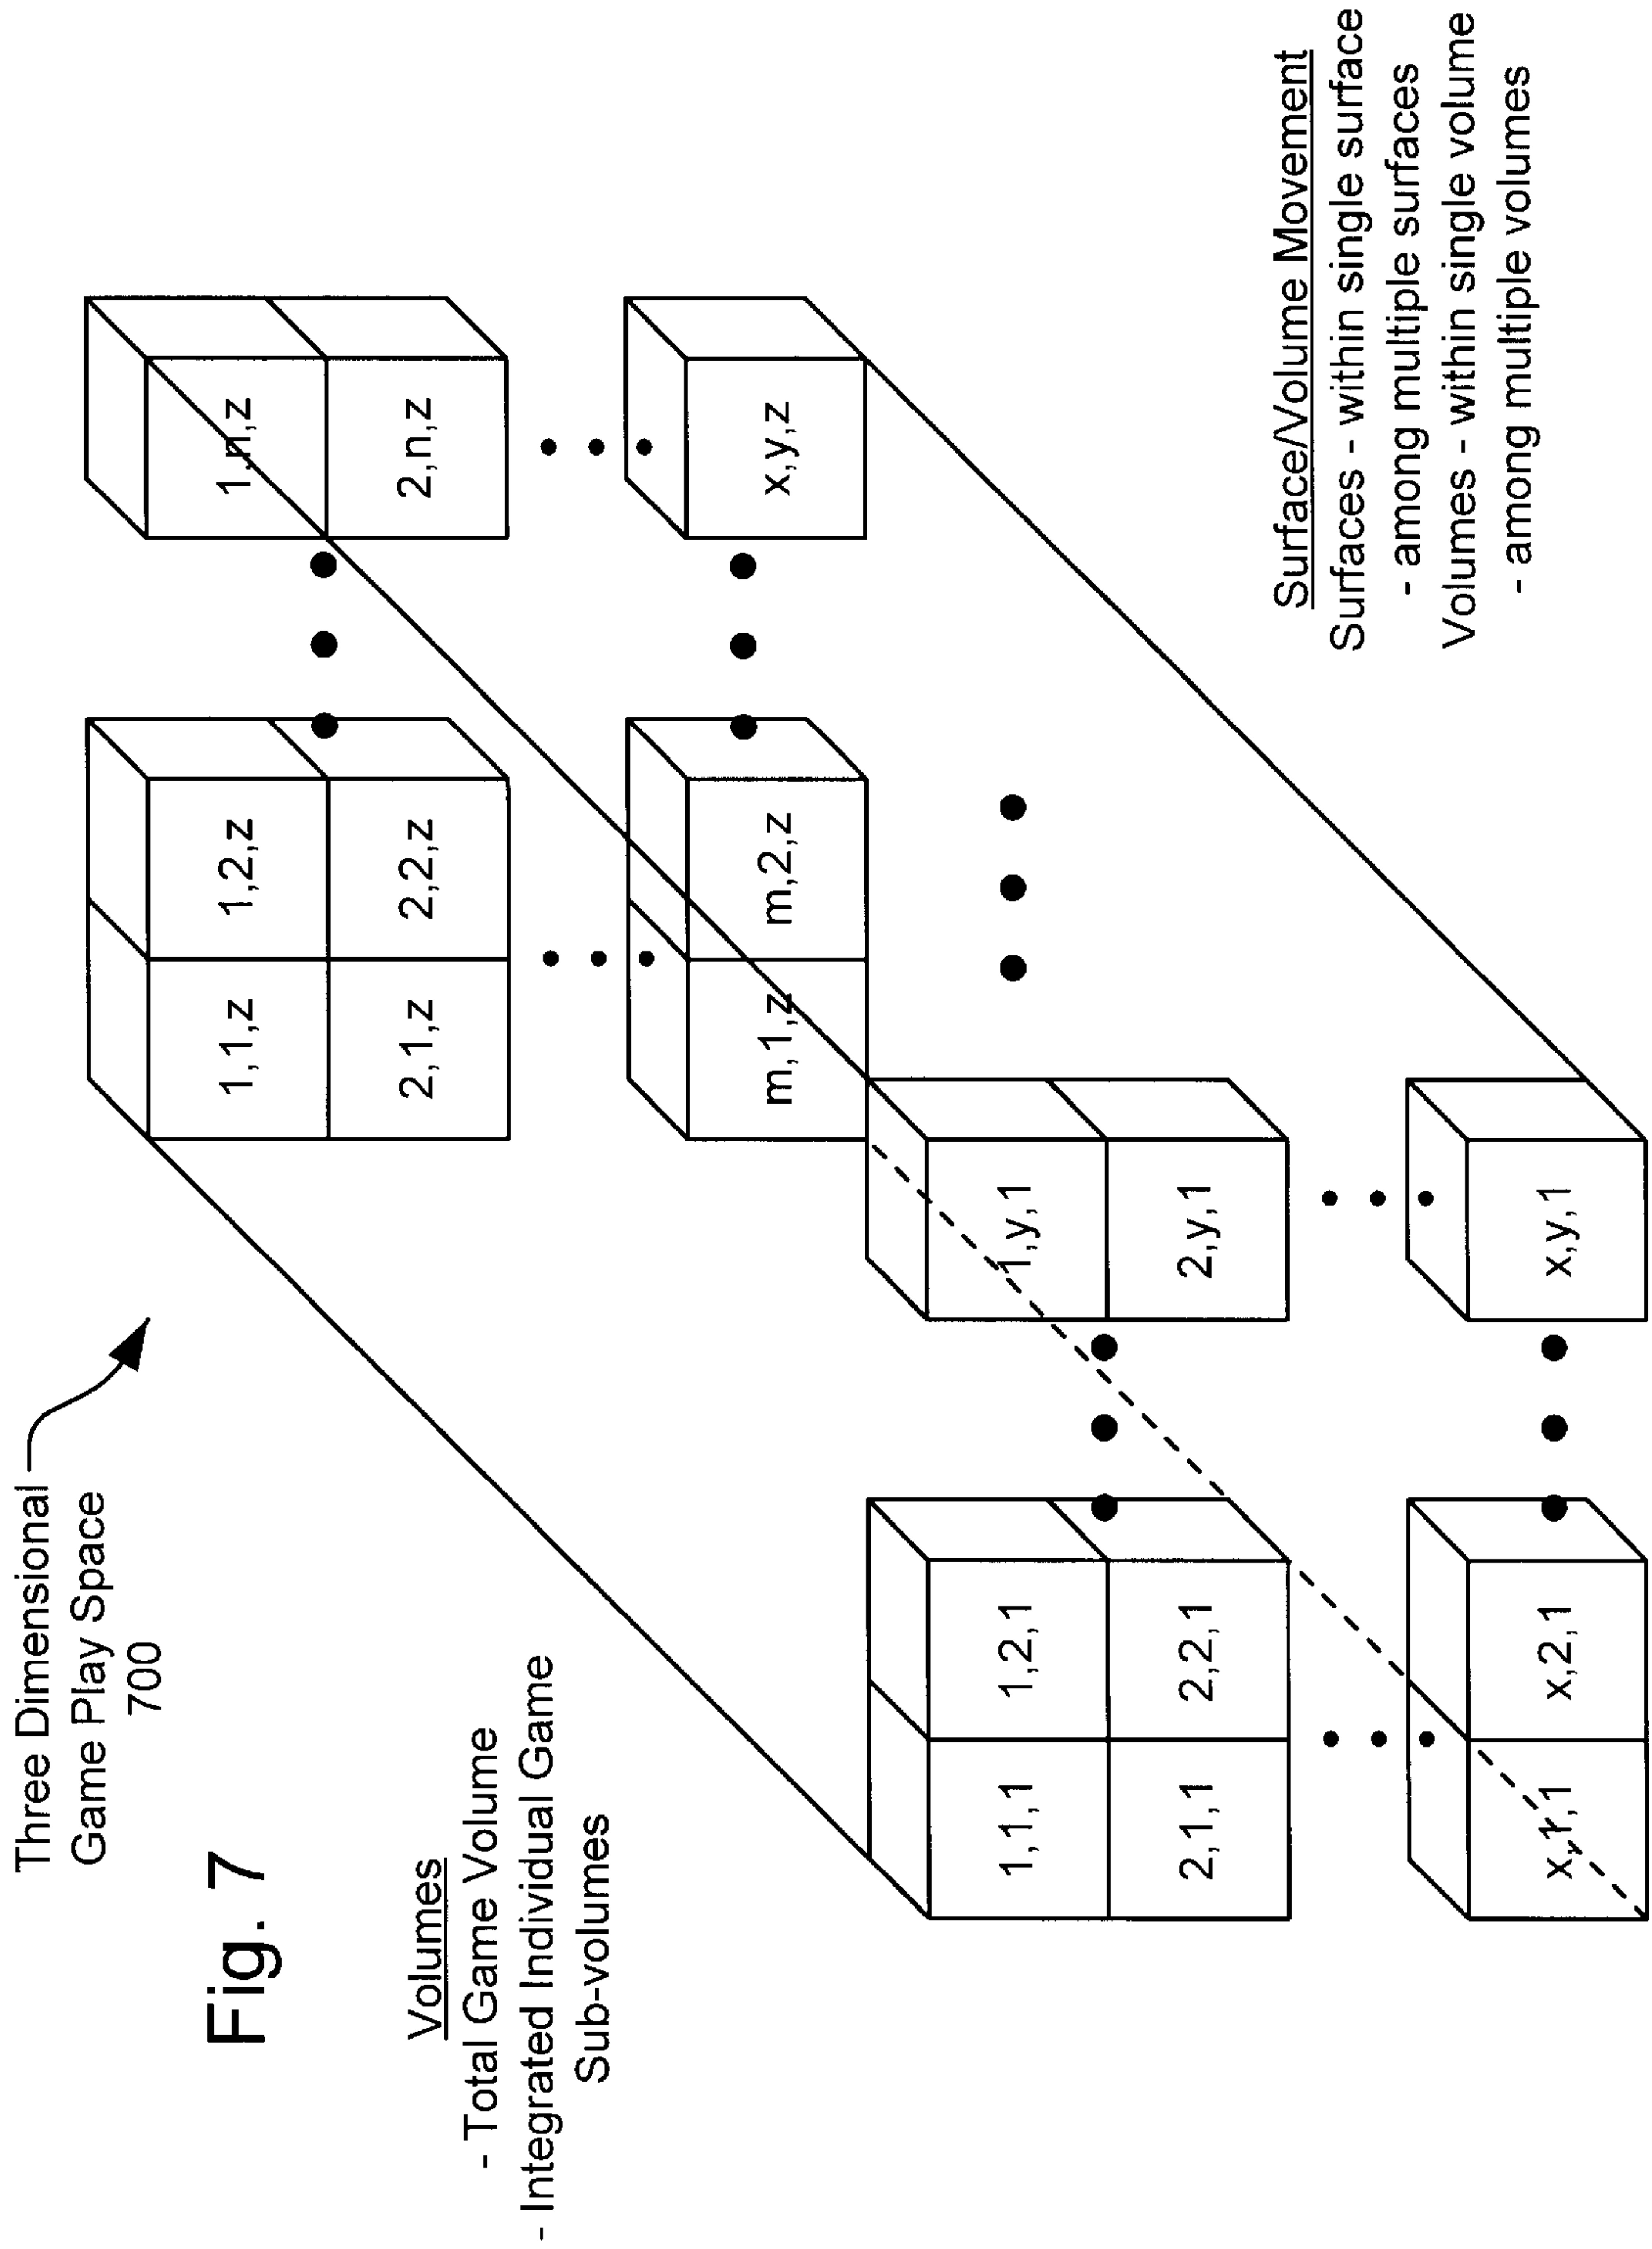 Three Dimensional
Game Play Space
700
Fig. 7
Volumes
- Total Game Volume
- Integrated Individual Game
Sub-volumes
1,1,z 1,2,z 1,n,z
2,1,z 2,2,z 2,n,z
m,1,z m,2,z x,y,z
1,1,1 1,2,1 1,y,1
2,1,1 2,2,1 2,y,1
x,1,1 x,2,1 x,y,1
Surface/Volume Movement
Surfaces - within single surface
- among multiple surfaces
Volumes - within single volume
- among multiple volumes